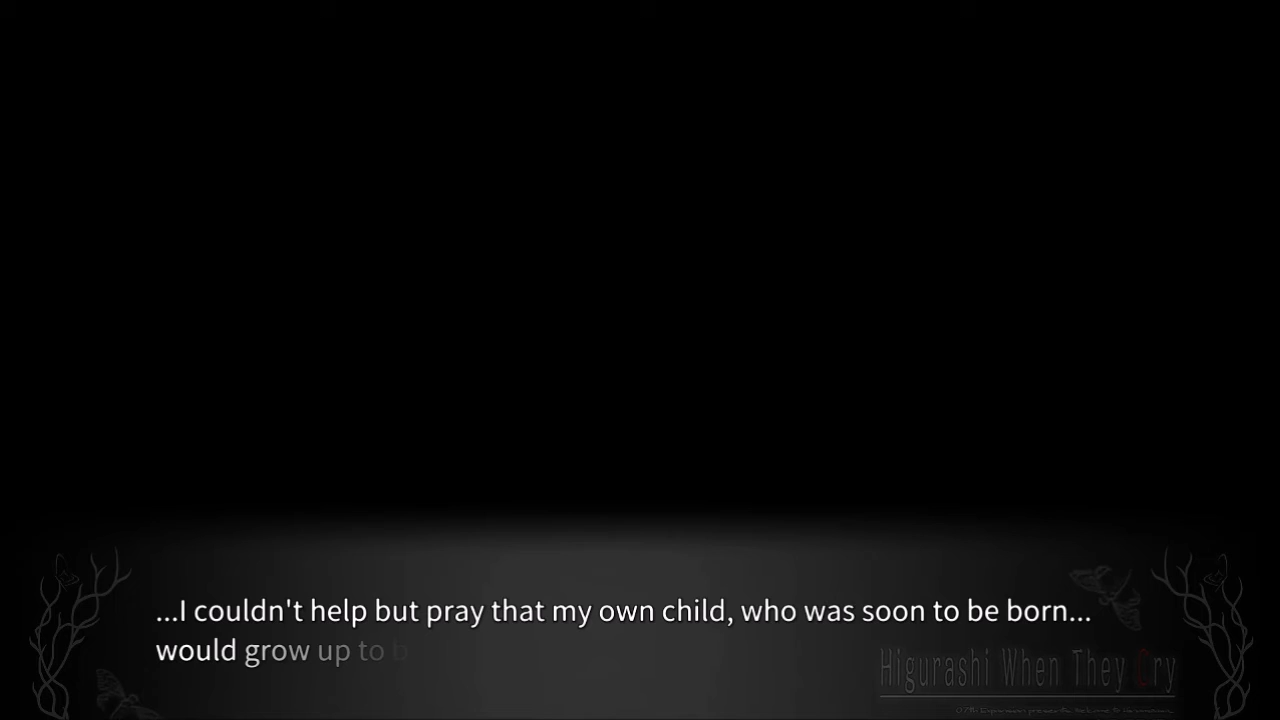 ...I couldn't help but pray that my own child, who was soon to be born...
would grow up to b
Higurashi When They Cry